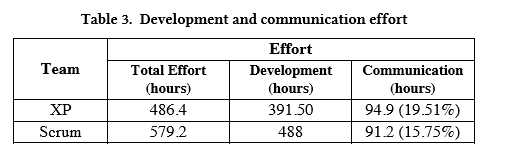 Table 3. Development and communication effort
Effort
Team
Total Effort Development Communication
(hours) (hours) (hours)
XP 486.4 391.50 94.9 (19.51%)
Scrum 579.2 488 91.2 (15.75%)